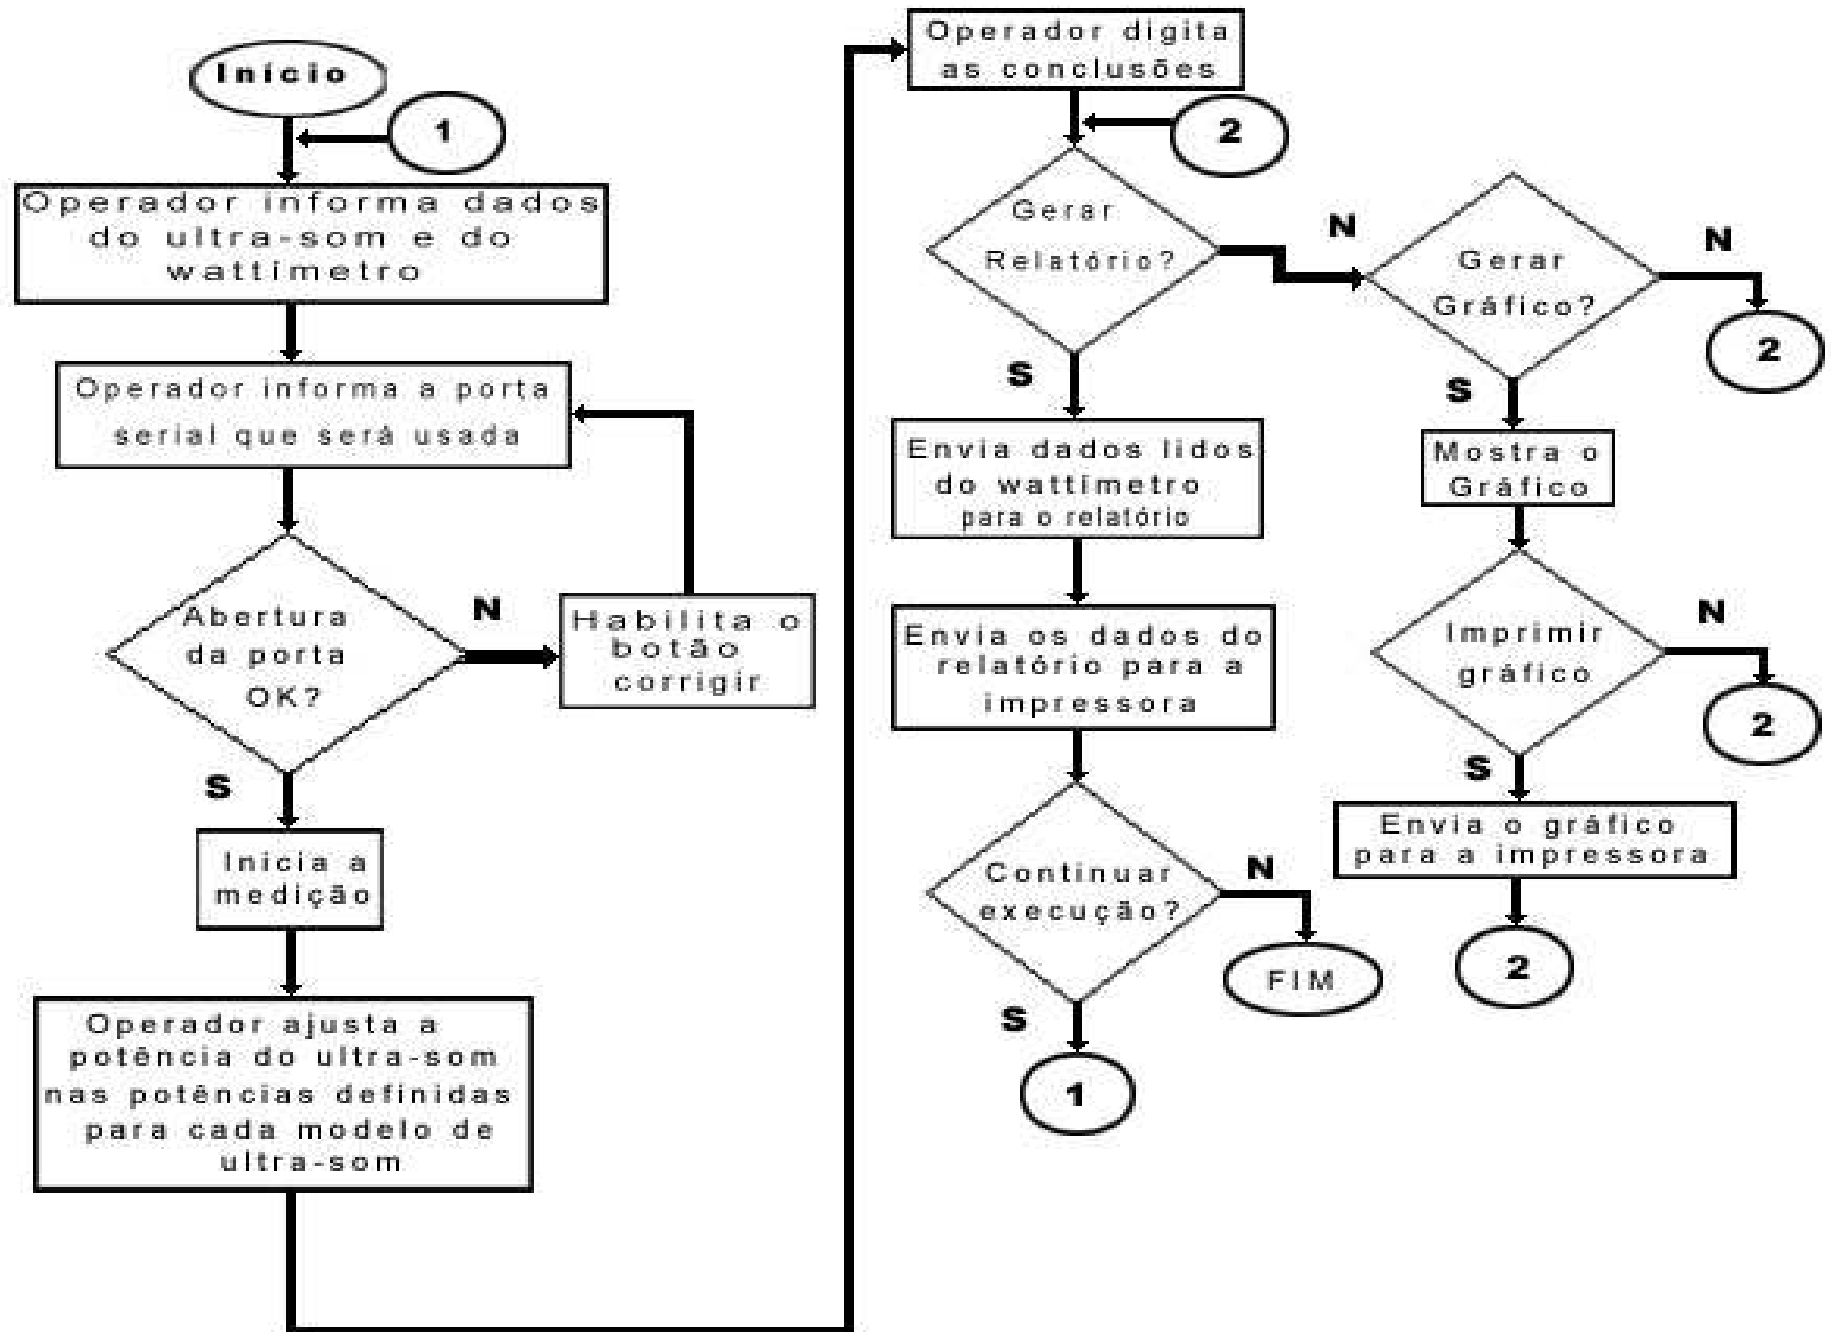 Início
1
Operador informa dados
do ultra-som e do
wattímetro
Operador informa a porta
serial que será usada
Abertura
da porta
OK?
N
Habilita o
botão
corrigir
S
Inicia a
medição
Operador ajusta a
potência do ultra-som
nas potências definidas
para cada modelo de
ultra-som
Operador digita
as conclusões
2
Gerar
Relatório?
N
S
Envia dados lidos
do wattímetro
para o relatório
Envia os dados do
relatório para a
impressora
Continuar
execução?
N
FIM
S
1
Gerar
Gráfico?
N
2
S
Mostra o
Gráfico
Imprimir
gráfico
N
2
S
Envia o gráfico
para a impressora
2